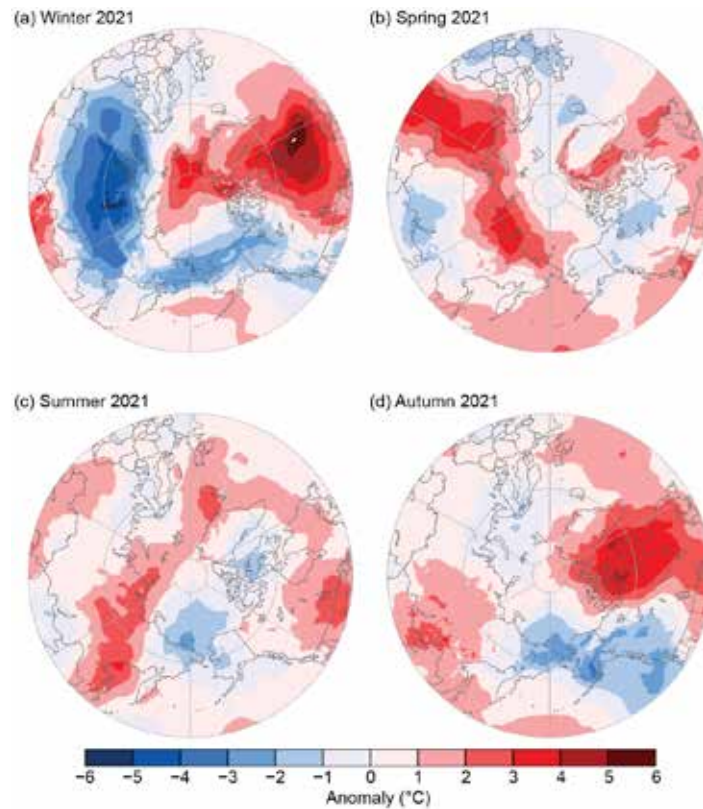 (a) Winter 2021
(b) Spring 2021
(c) Summer 2021
(d) Autumn 2021
−6 −5 −4 −3 −2 −1 0 1 2 3 4 5 6
Anomaly (°C)